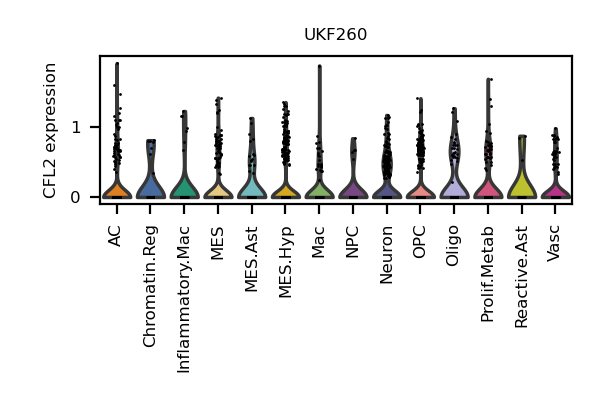 UKF260
CFL2 expression
1
0
AC
Chromatin.Reg
Inflammatory.Mac
MES
MES.Ast
MES.Hyp
Mac
NPC
Neuron
OPC
Oligo
Prolif.Metab
Reactive.Ast
Vasc